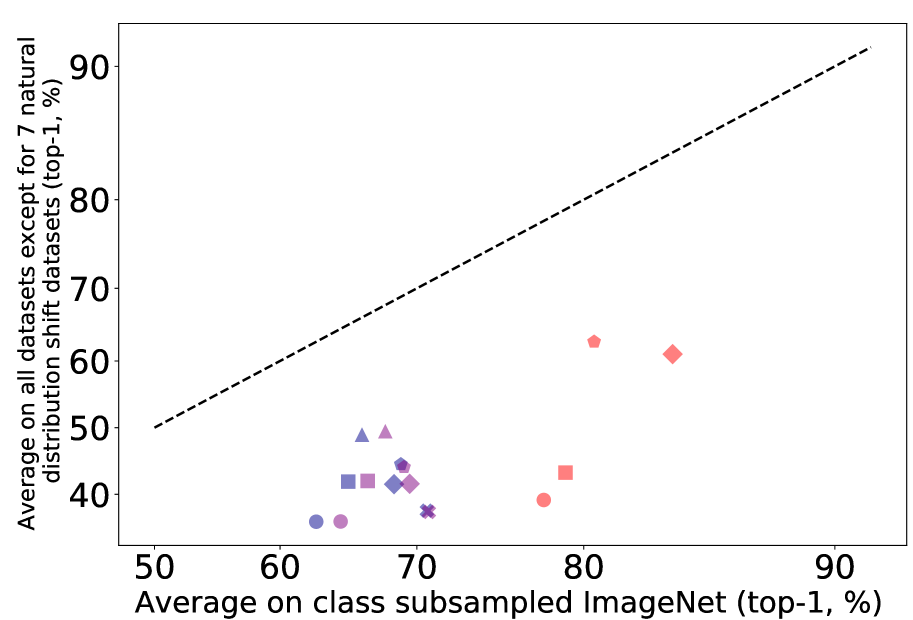 Average on all datasets except for 7 natural
distribution shift datasets (top-1, %)
90
80
70
60
50
40
50 60 70 80 90
Average on class subsampled ImageNet (top-1, %)